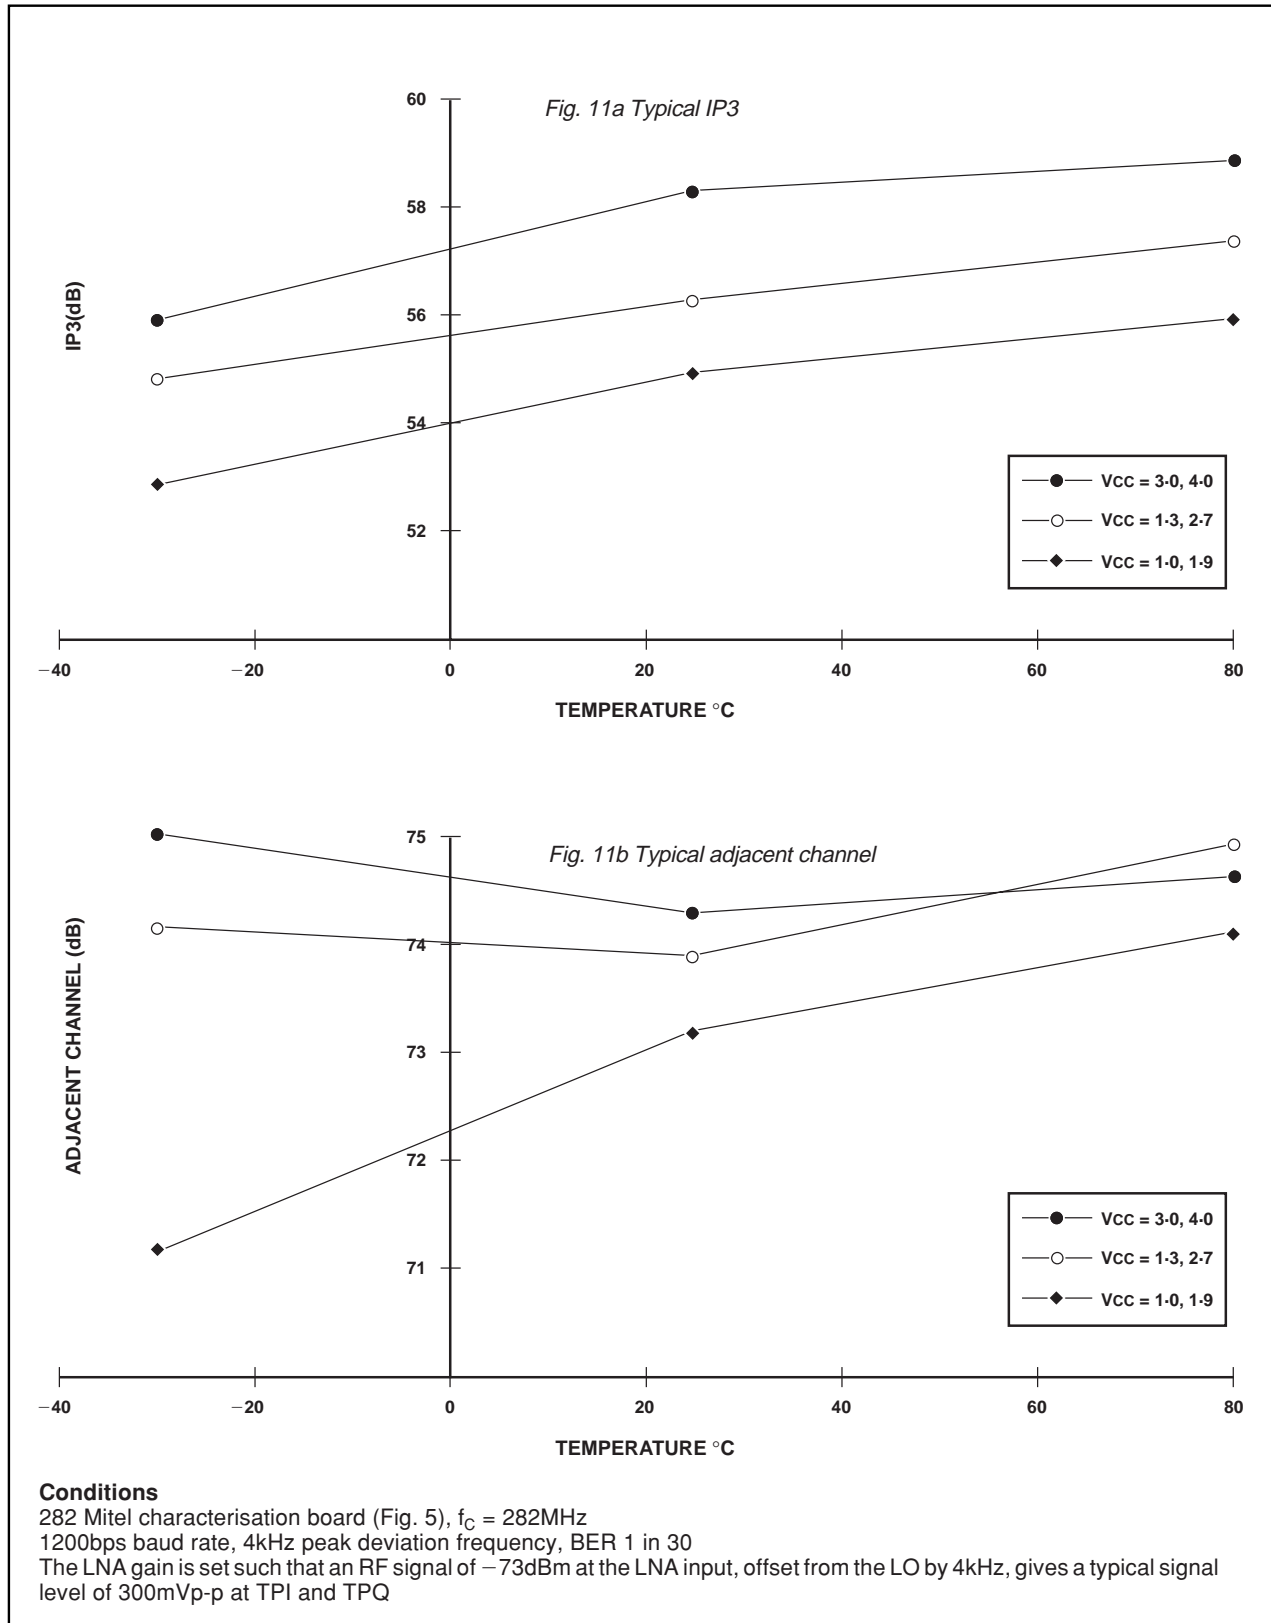 Fig. 11a Typical IP3
60
58
56
54
52
IP3(dB)
VCC = 3·0, 4·0
VCC = 1·3, 2·7
VCC = 1·0, 1·9
−40 −20 0 20 40 60 80
TEMPERATURE °C
Fig. 11b Typical adjacent channel
75
74
73
72
71
ADJACENT CHANNEL (dB)
VCC = 3·0, 4·0
VCC = 1·3, 2·7
VCC = 1·0, 1·9
−40 −20 0 20 40 60 80
TEMPERATURE °C
Conditions
282 Mitel characterisation board (Fig. 5), fC = 282MHz
1200bps baud rate, 4kHz peak deviation frequency, BER 1 in 30
The LNA gain is set such that an RF signal of −73dBm at the LNA input, offset from the LO by 4kHz, gives a typical signal
level of 300mVp-p at TPI and TPQ